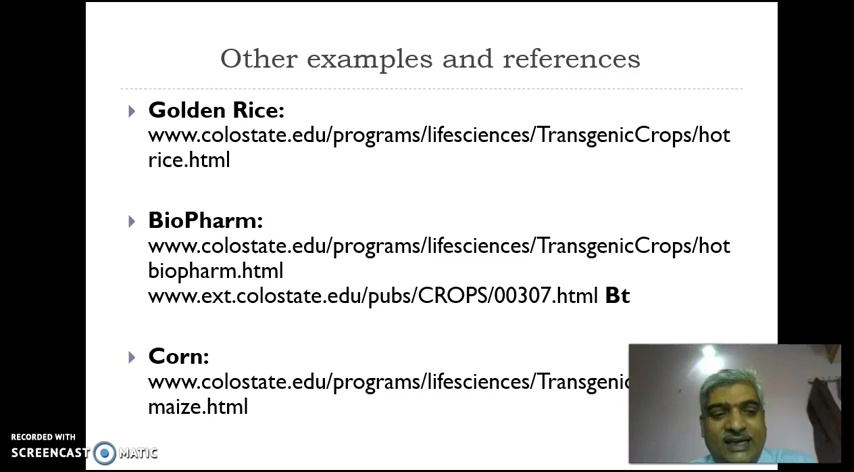 Other examples and references
Golden Rice:
www.colostate.edu/programs/lifesciences/TransgenicCrops/hot
rice.html
BioPharm:
www.colostate.edu/programs/lifesciences/TransgenicCrops/hot
biopharm.html
www.ext.colostate.edu/pubs/CROPS/00307.html Bt
Corn:
www.colostate.edu/programs/lifesciences/Transgenic
maize.html
RECORDED WITH
SCREENCAST MATIC